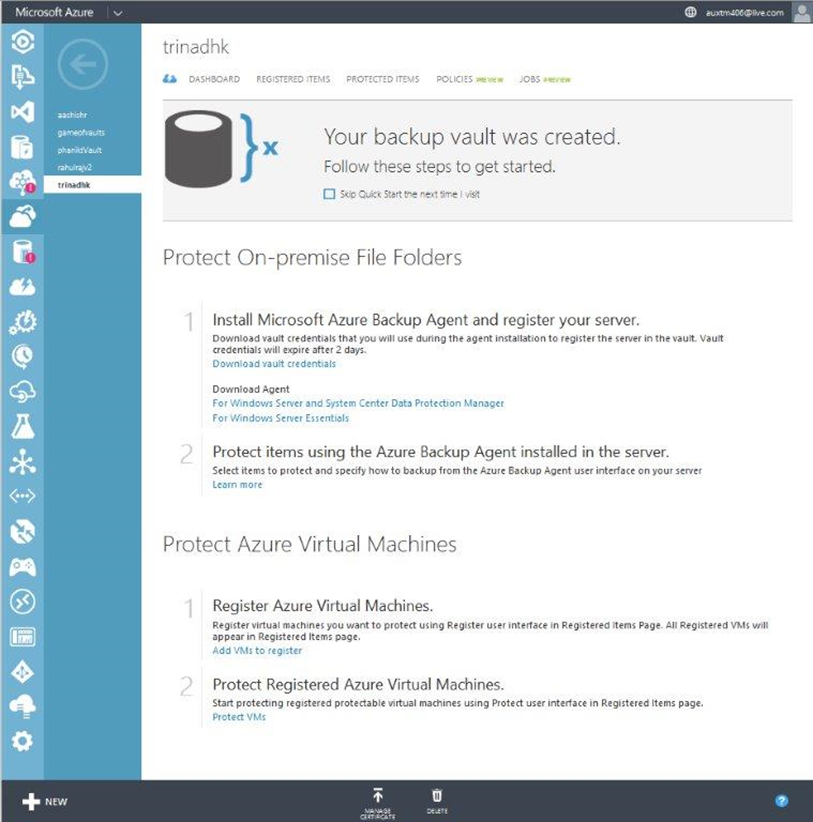 Microsoft Azure
auxtm406@live.com
trinadhk
DASHBOARD REGISTERED ITEMS PROTECTED ITEMS POLICIES PREVIEW JOBS PREVIEW
aashishr
gameofvaults
phanildVault
rahulrajv2
trinadhk
Your backup vault was created.
Follow these steps to get started.
Skip Quick Start the next time I visit
Protect On-premise File Folders
1 Install Microsoft Azure Backup Agent and register your server.
Download vault credentials that you will use during the agent installation to register the server in the vault. Vault
credentials will expire after 2 days.
Download vault credentials
Download Agent
For Windows Server and System Center Data Protection Manager
For Windows Server Essentials
2 Protect items using the Azure Backup Agent installed in the server.
Select items to protect and specify how to backup from the Azure Backup Agent user interface on your server
Learn more
Protect Azure Virtual Machines
1 Register Azure Virtual Machines.
Register virtual machines you want to protect using Register user interface in Registered Items Page. All Registered VMs will
appear in Registered Items page.
Add VMs to register
2 Protect Registered Azure Virtual Machines.
Start protecting registered protectable virtual machines using Protect user interface in Registered Items page.
Protect VMs
NEW
MANAGE
CERTIFICATE
DELETE
?